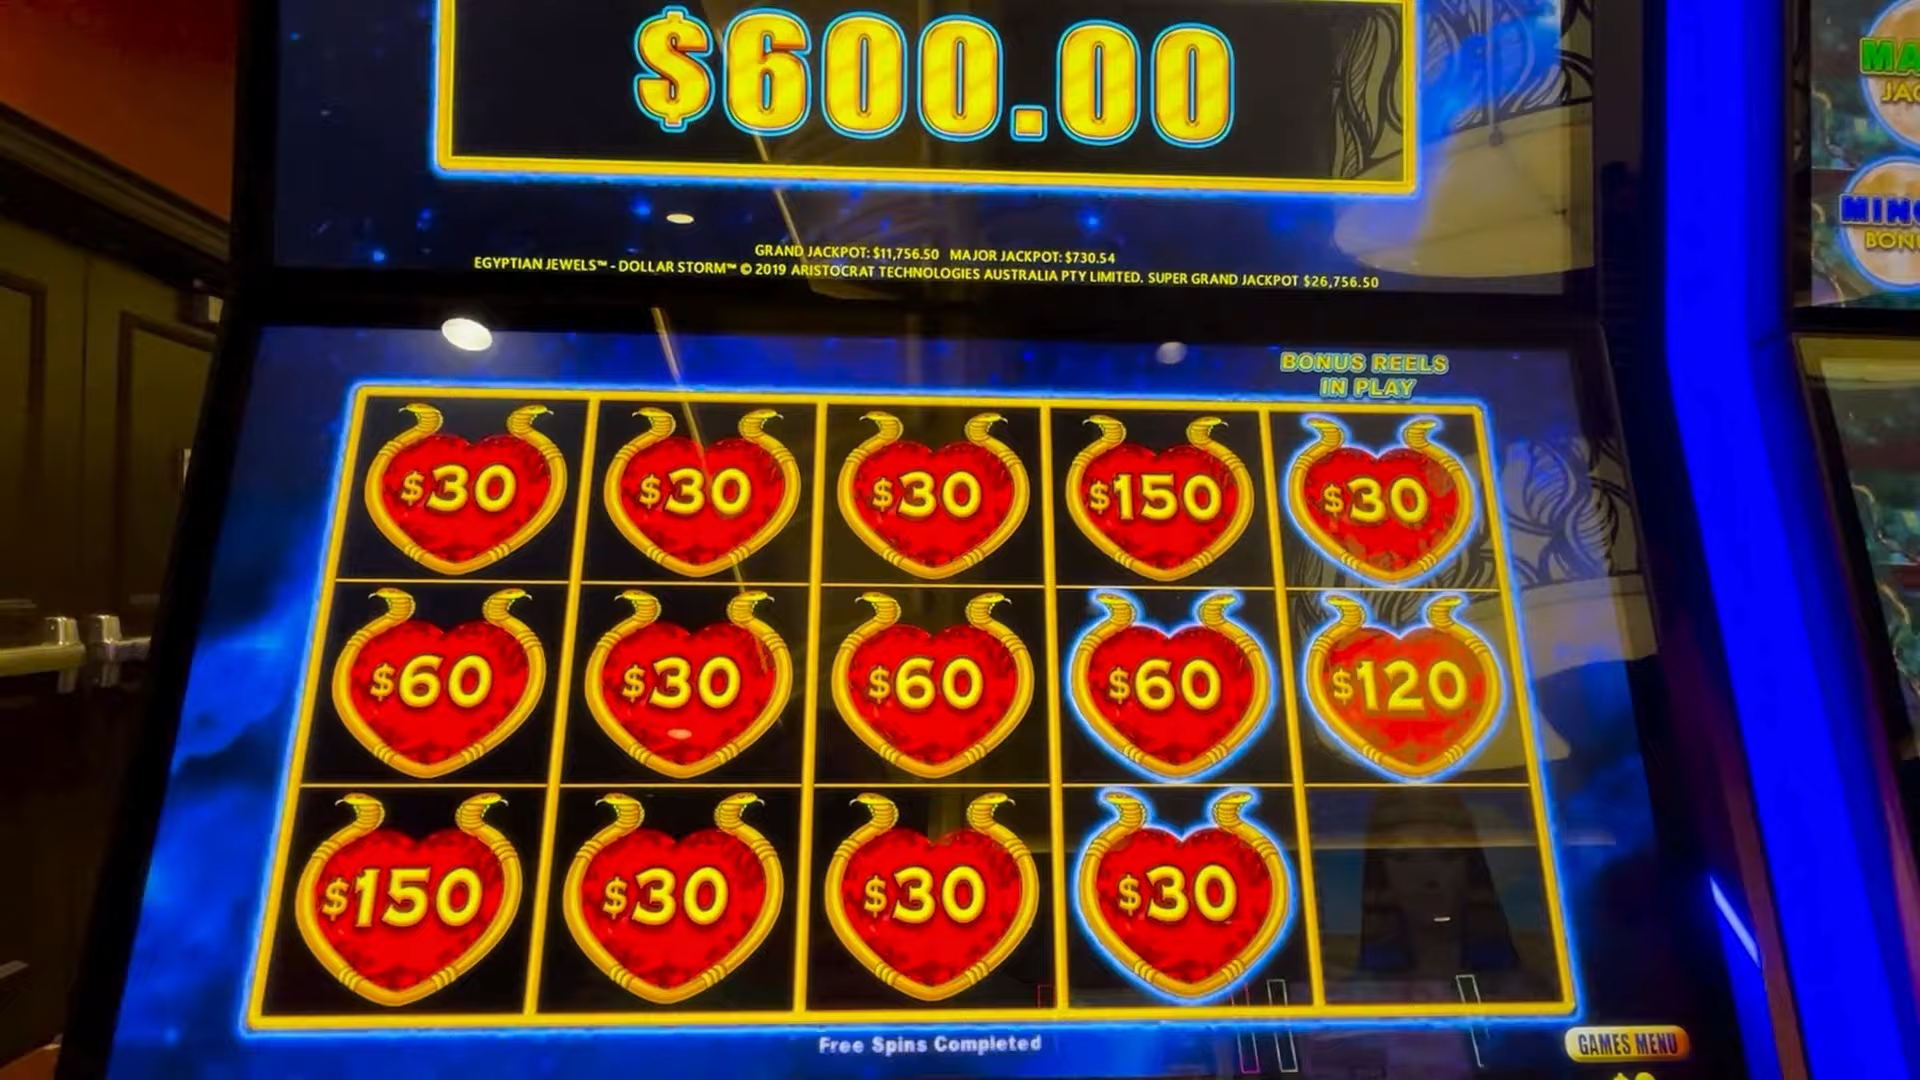 $600.00
GRAND JACKPOT: $11,756.50 MAJOR JACKPOT: $730.54
EGYPTIAN JEWELS™ - DOLLAR STORM™ © 2019 ARISTOCRAT TECHNOLOGIES AUSTRALIA PTY LIMITED. SUPER GRAND JACKPOT $26,756.50
BONUS REELS
IN PLAY
$30 $30 $30 $150 $30
$60 $30 $60 $60 $120
$150 $30 $30 $30
Free Spins Completed
GAMES MENU